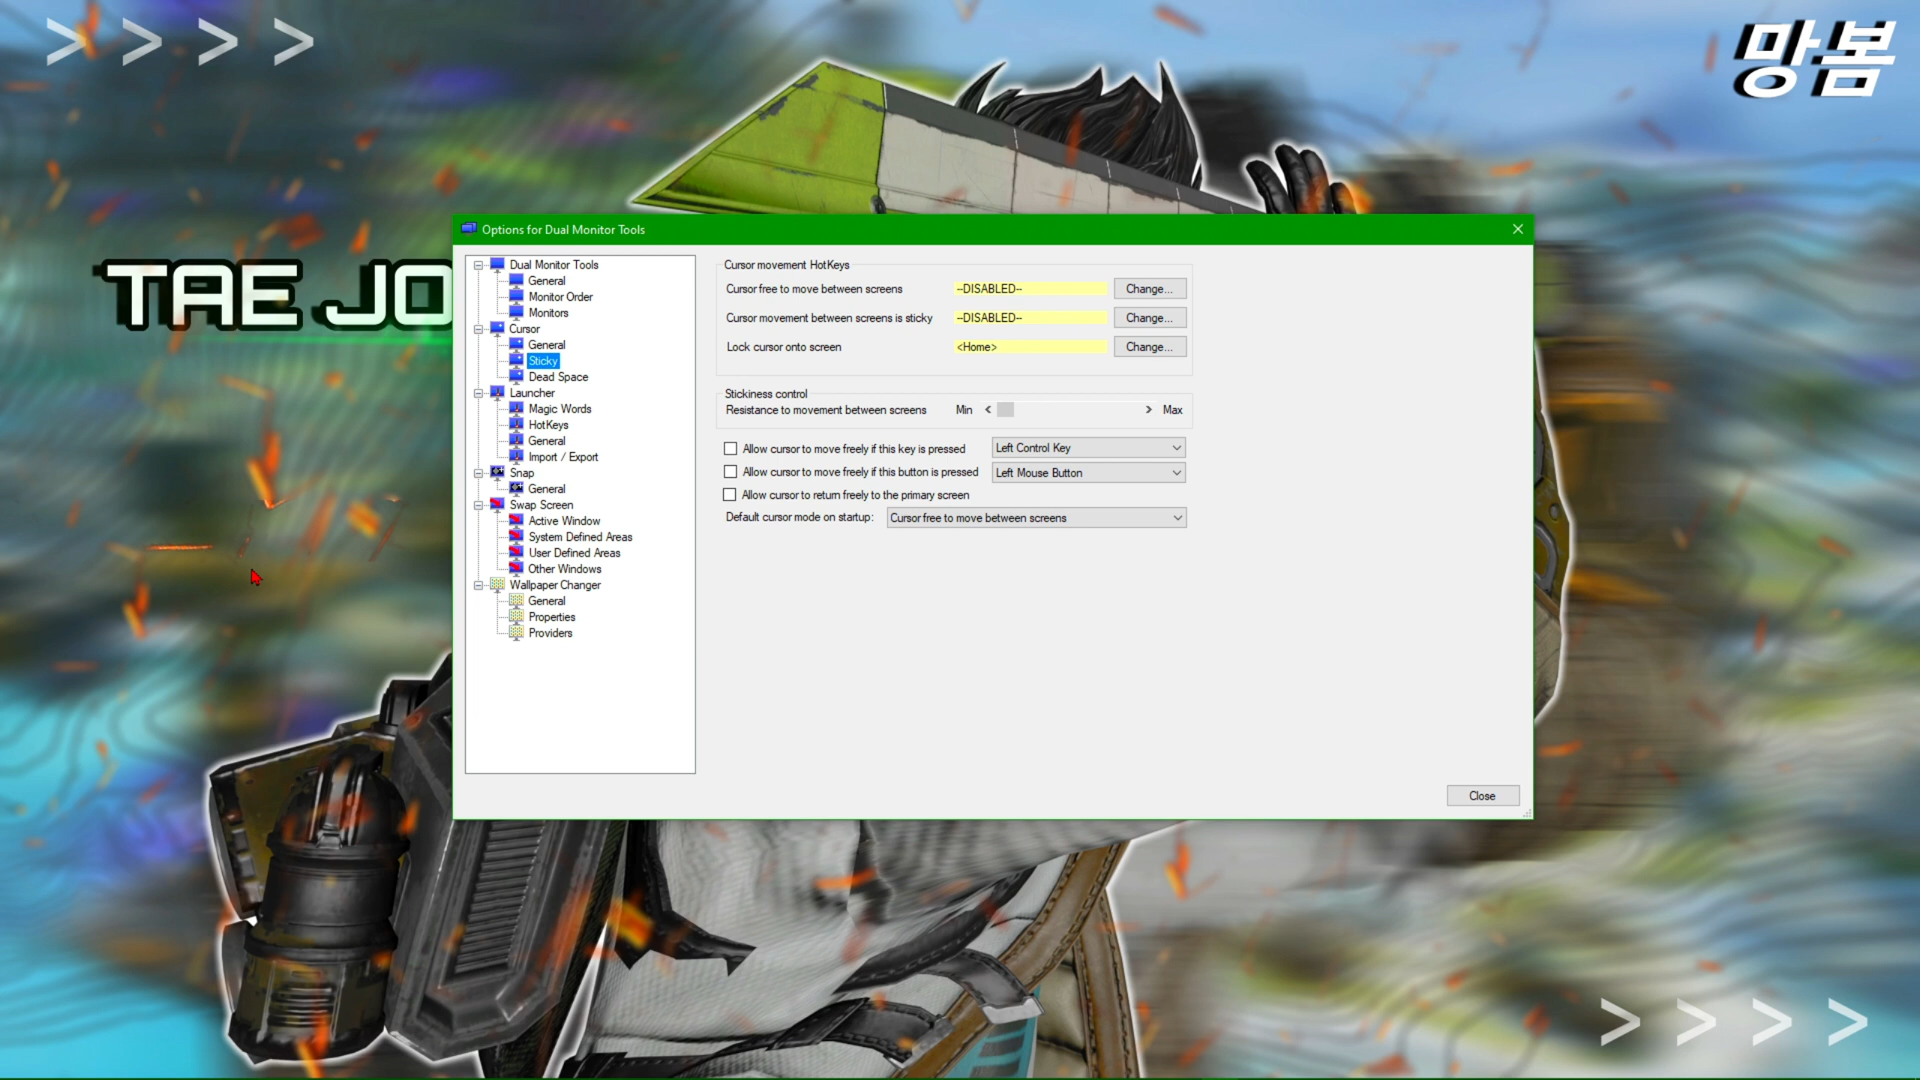 > > > >
망봄
TAE JO
Options for Dual Monitor Tools
Dual Monitor Tools
General
Monitor Order
Monitors
Cursor
General
Sticky
Dead Space
Launcher
Magic Words
HotKeys
General
Import / Export
Snap
General
Swap Screen
Active Window
System Defined Areas
User Defined Areas
Other Windows
Wallpaper Changer
General
Properties
Providers
Cursor movement HotKeys
Cursor free to move between screens --DISABLED-- Change...
Cursor movement between screens is sticky --DISABLED-- Change...
Lock cursor onto screen <Home> Change...
Stickiness control
Resistance to movement between screens Min < > Max
Allow cursor to move freely if this key is pressed Left Control Key
Allow cursor to move freely if this button is pressed Left Mouse Button
Allow cursor to return freely to the primary screen
Default cursor mode on startup: Cursor free to move between screens
Close
> > > >